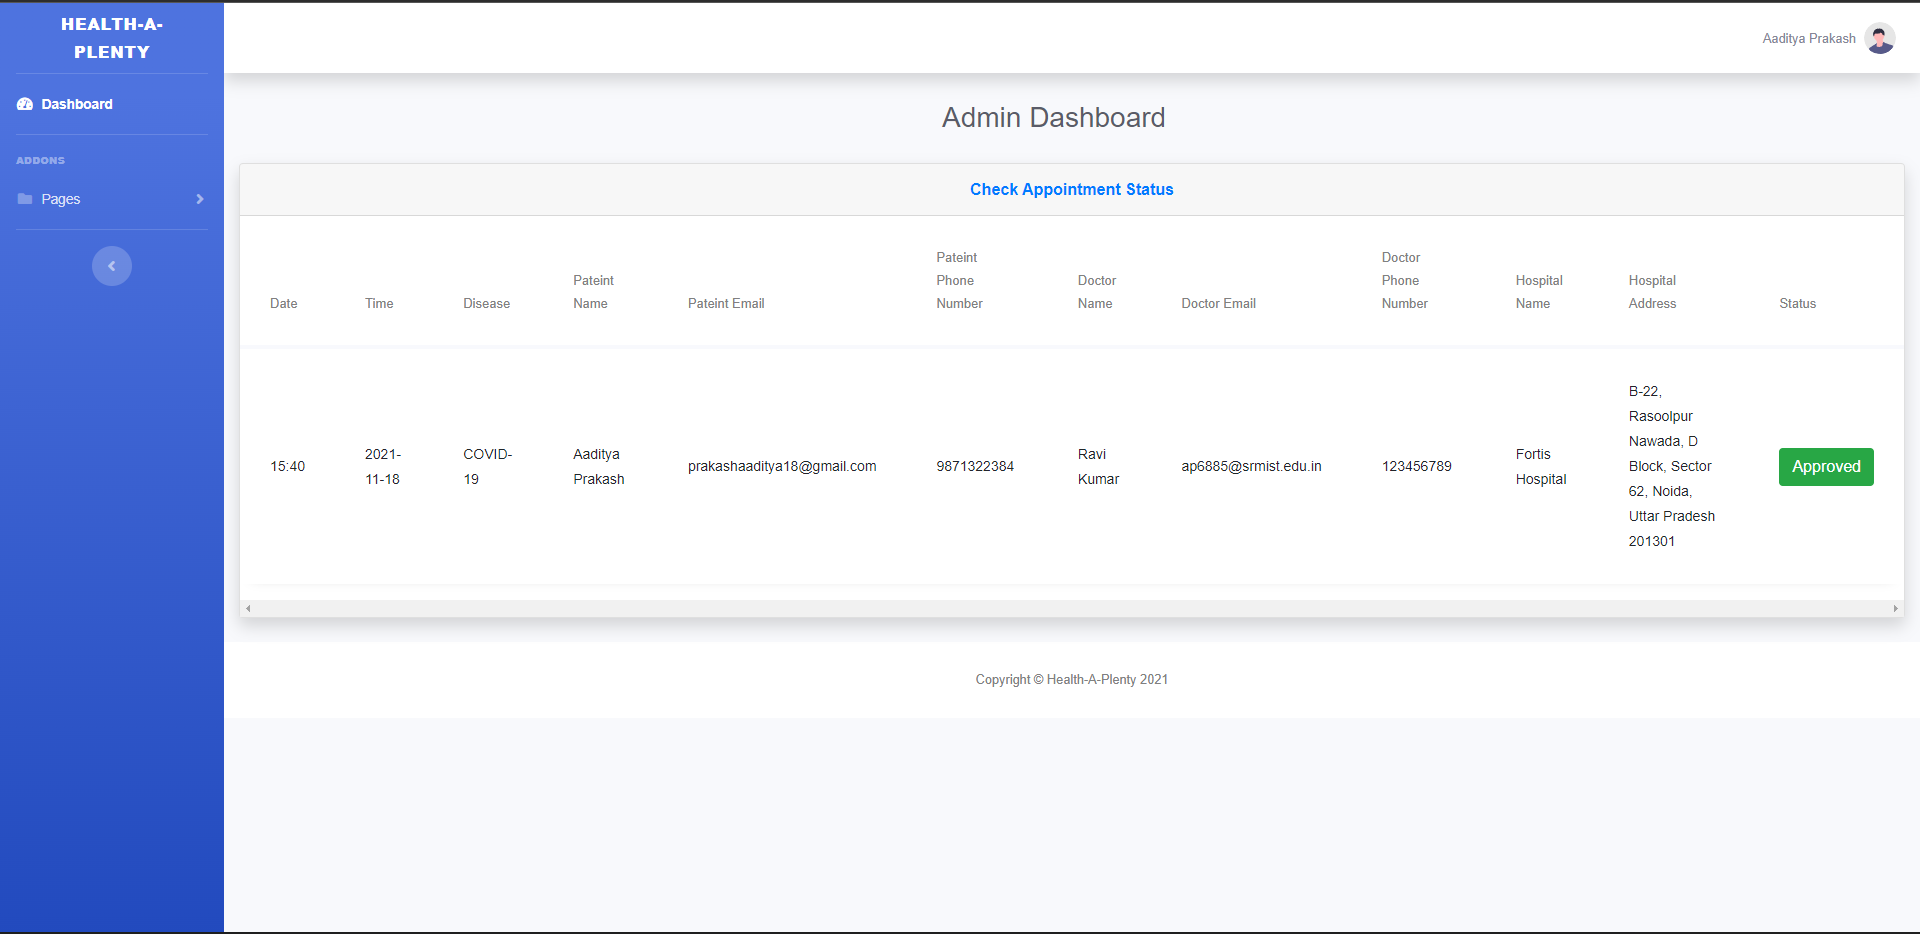 HEALTH-A-
PLENTY
Aaditya Prakash
Dashboard
ADDONS
Pages
Admin Dashboard
Check Appointment Status
Date
Time
Disease
Pateint
Name
Pateint Email
Pateint
Phone
Number
Doctor
Name
Doctor Email
Doctor
Phone
Number
Hospital
Name
Hospital
Address
Status
15:40
2021-
11-18
COVID-
19
Aaditya
Prakash
prakashaaditya18@gmail.com
9871322384
Ravi
Kumar
ap6885@srmist.edu.in
123456789
Fortis
Hospital
B-22,
Rasoolpur
Nawada, D
Block, Sector
62, Noida,
Uttar Pradesh
201301
Approved
Copyright © Health-A-Plenty 2021